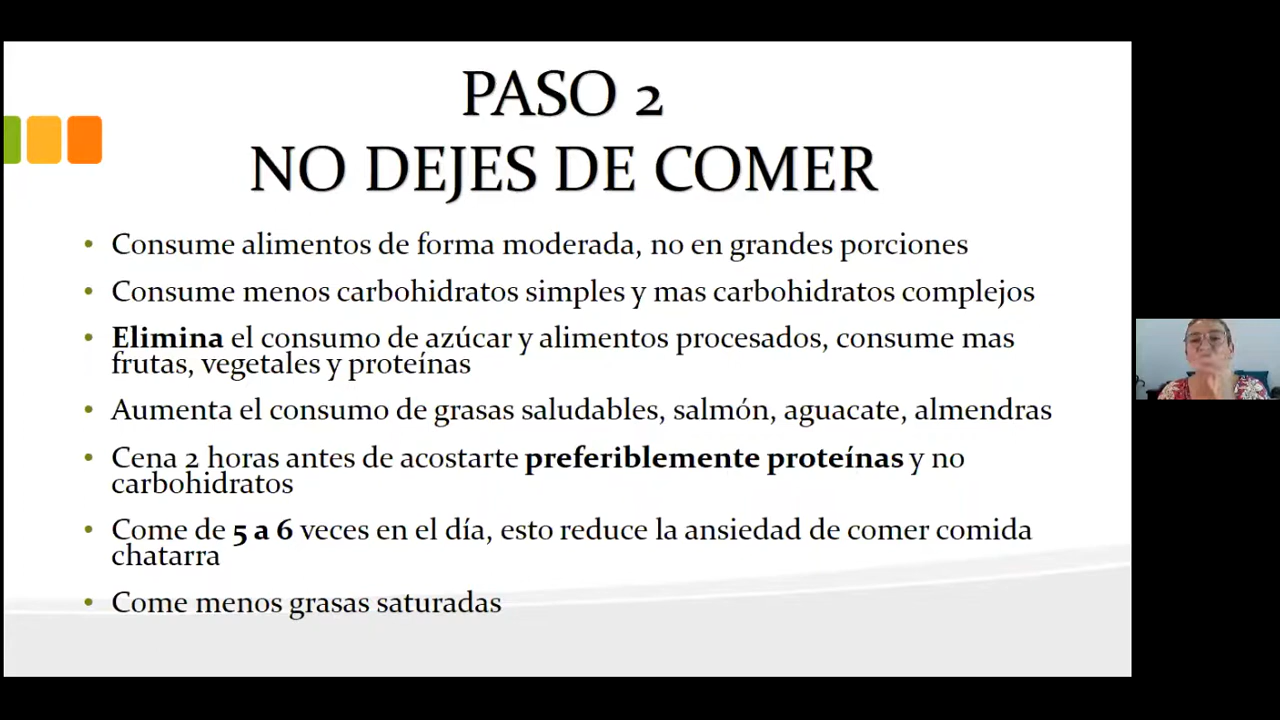 PASO 2
NO DEJES DE COMER
• Consume alimentos de forma moderada, no en grandes porciones
• Consume menos carbohidratos simples y mas carbohidratos complejos
• Elimina el consumo de azúcar y alimentos procesados, consume mas
frutas, vegetales y proteínas
• Aumenta el consumo de grasas saludables, salmón, aguacate, almendras
• Cena 2 horas antes de acostarte preferiblemente proteínas y no
carbohidratos
• Come de 5 a 6 veces en el día, esto reduce la ansiedad de comer comida
chatarra
• Come menos grasas saturadas